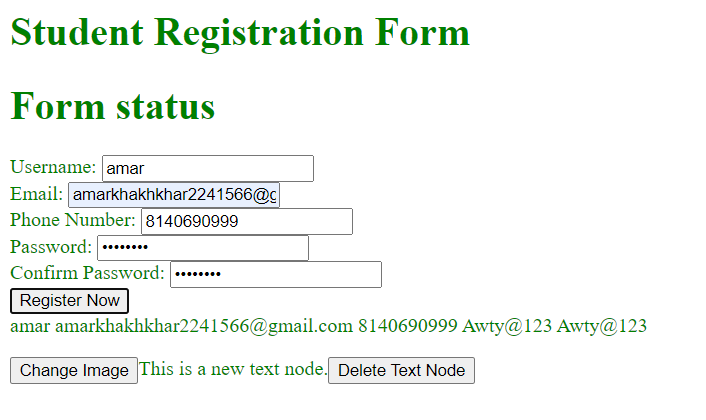 Student Registration Form
Form status
Username: amar
Email: amarkhakhkhar2241566@g
Phone Number: 8140690999
Password: ••••••••
Confirm Password: ••••••••
Register Now
amar amarkhakhkhar2241566@gmail.com 8140690999 Awty@123 Awty@123
Change Image This is a new text node. Delete Text Node